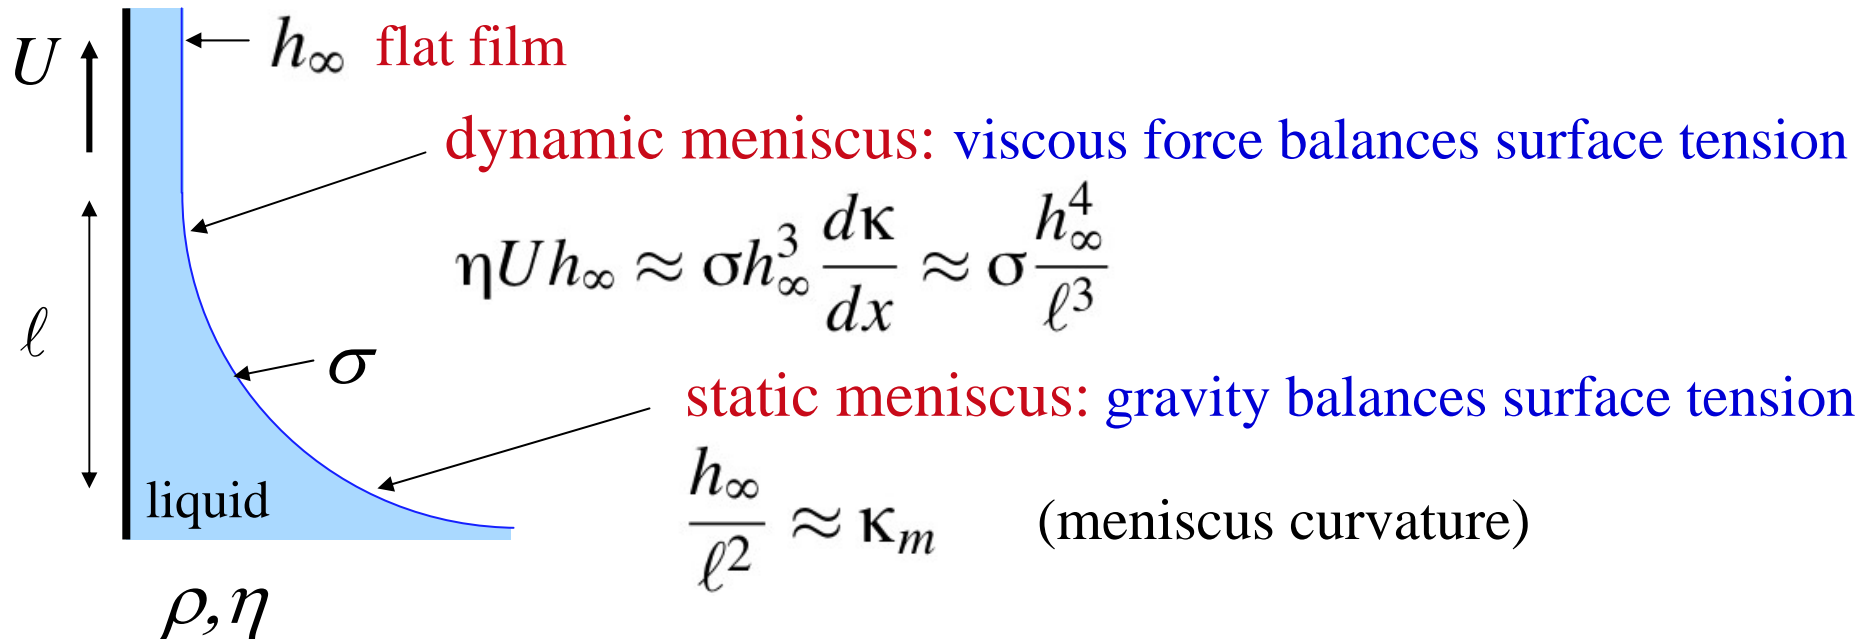 U
h∞ flat film
dynamic meniscus: viscous force balances surface tension
ηUh∞ ≈ σh∞³ dκ/dx ≈ σ h∞⁴/ℓ³
ℓ
σ
static meniscus: gravity balances surface tension
h∞/ℓ² ≈ κm (meniscus curvature)
liquid
ρ,η